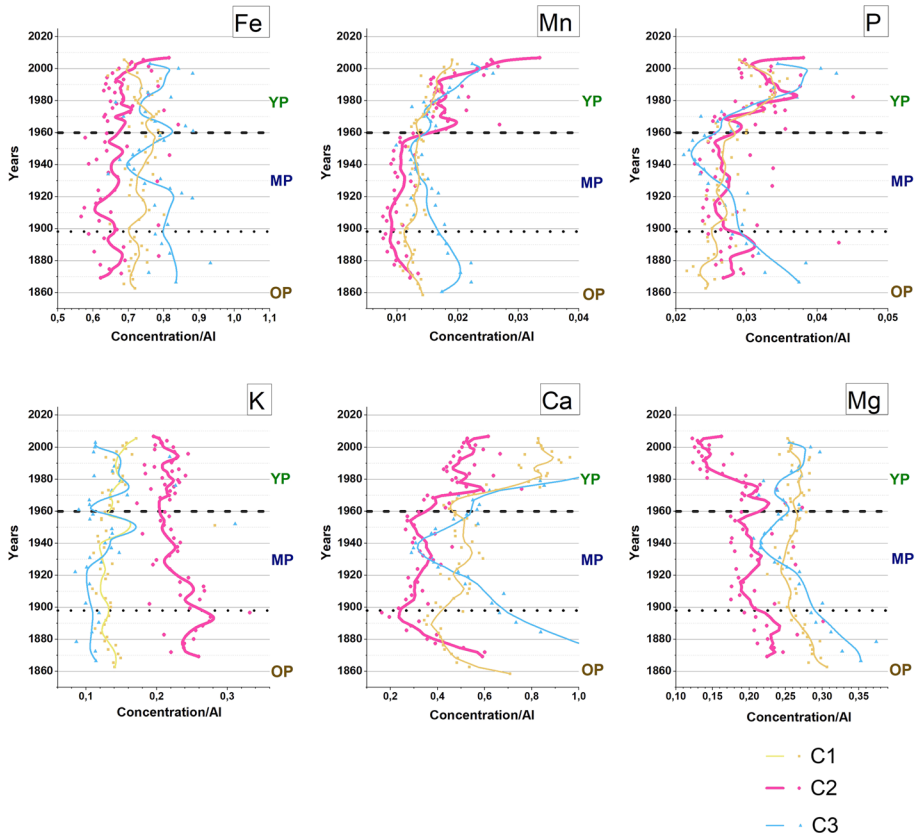 Fe Mn P
2020 2020 2020
2000 2000 2000
1980 YP 1980 YP 1980 YP
1960 1960 1960
Years Years Years
1940 MP 1940 MP 1940 MP
1920 1920 1920
1900 1900 1900
1880 1880 1880
1860 OP 1860 OP 1860 OP
0,5 0,6 0,7 0,8 0,9 1,0 1,1 0,01 0,02 0,03 0,04 0,02 0,03 0,04 0,05
Concentration/Al Concentration/Al Concentration/Al
K Ca Mg
2020 2020 2020
2000 2000 2000
1980 YP 1980 YP 1980 YP
1960 1960 1960
Years Years Years
1940 MP 1940 MP 1940 MP
1920 1920 1920
1900 1900 1900
1880 1880 1880
1860 OP 1860 OP 1860 OP
0,1 0,2 0,3 0,2 0,4 0,6 0,8 1,0 0,10 0,15 0,20 0,25 0,30 0,35
Concentration/Al Concentration/Al Concentration/Al
C1
C2
C3